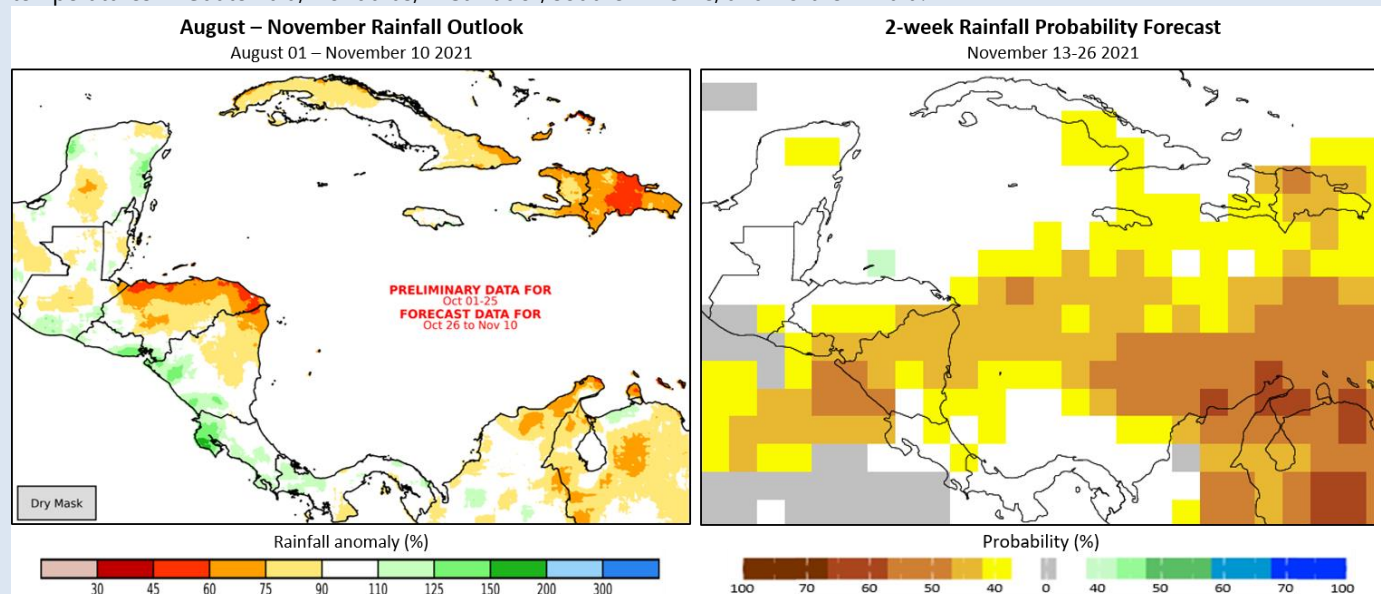 August – November Rainfall Outlook
August 01 – November 10 2021
PRELIMINARY DATA FOR
Oct 01-25
FORECAST DATA FOR
Oct 26 to Nov 10
Dry Mask
Rainfall anomaly (%)
30 45 60 75 90 110 125 150 200 300
2-week Rainfall Probability Forecast
November 13-26 2021
Probability (%)
100 70 60 50 40 0 40 50 60 70 100